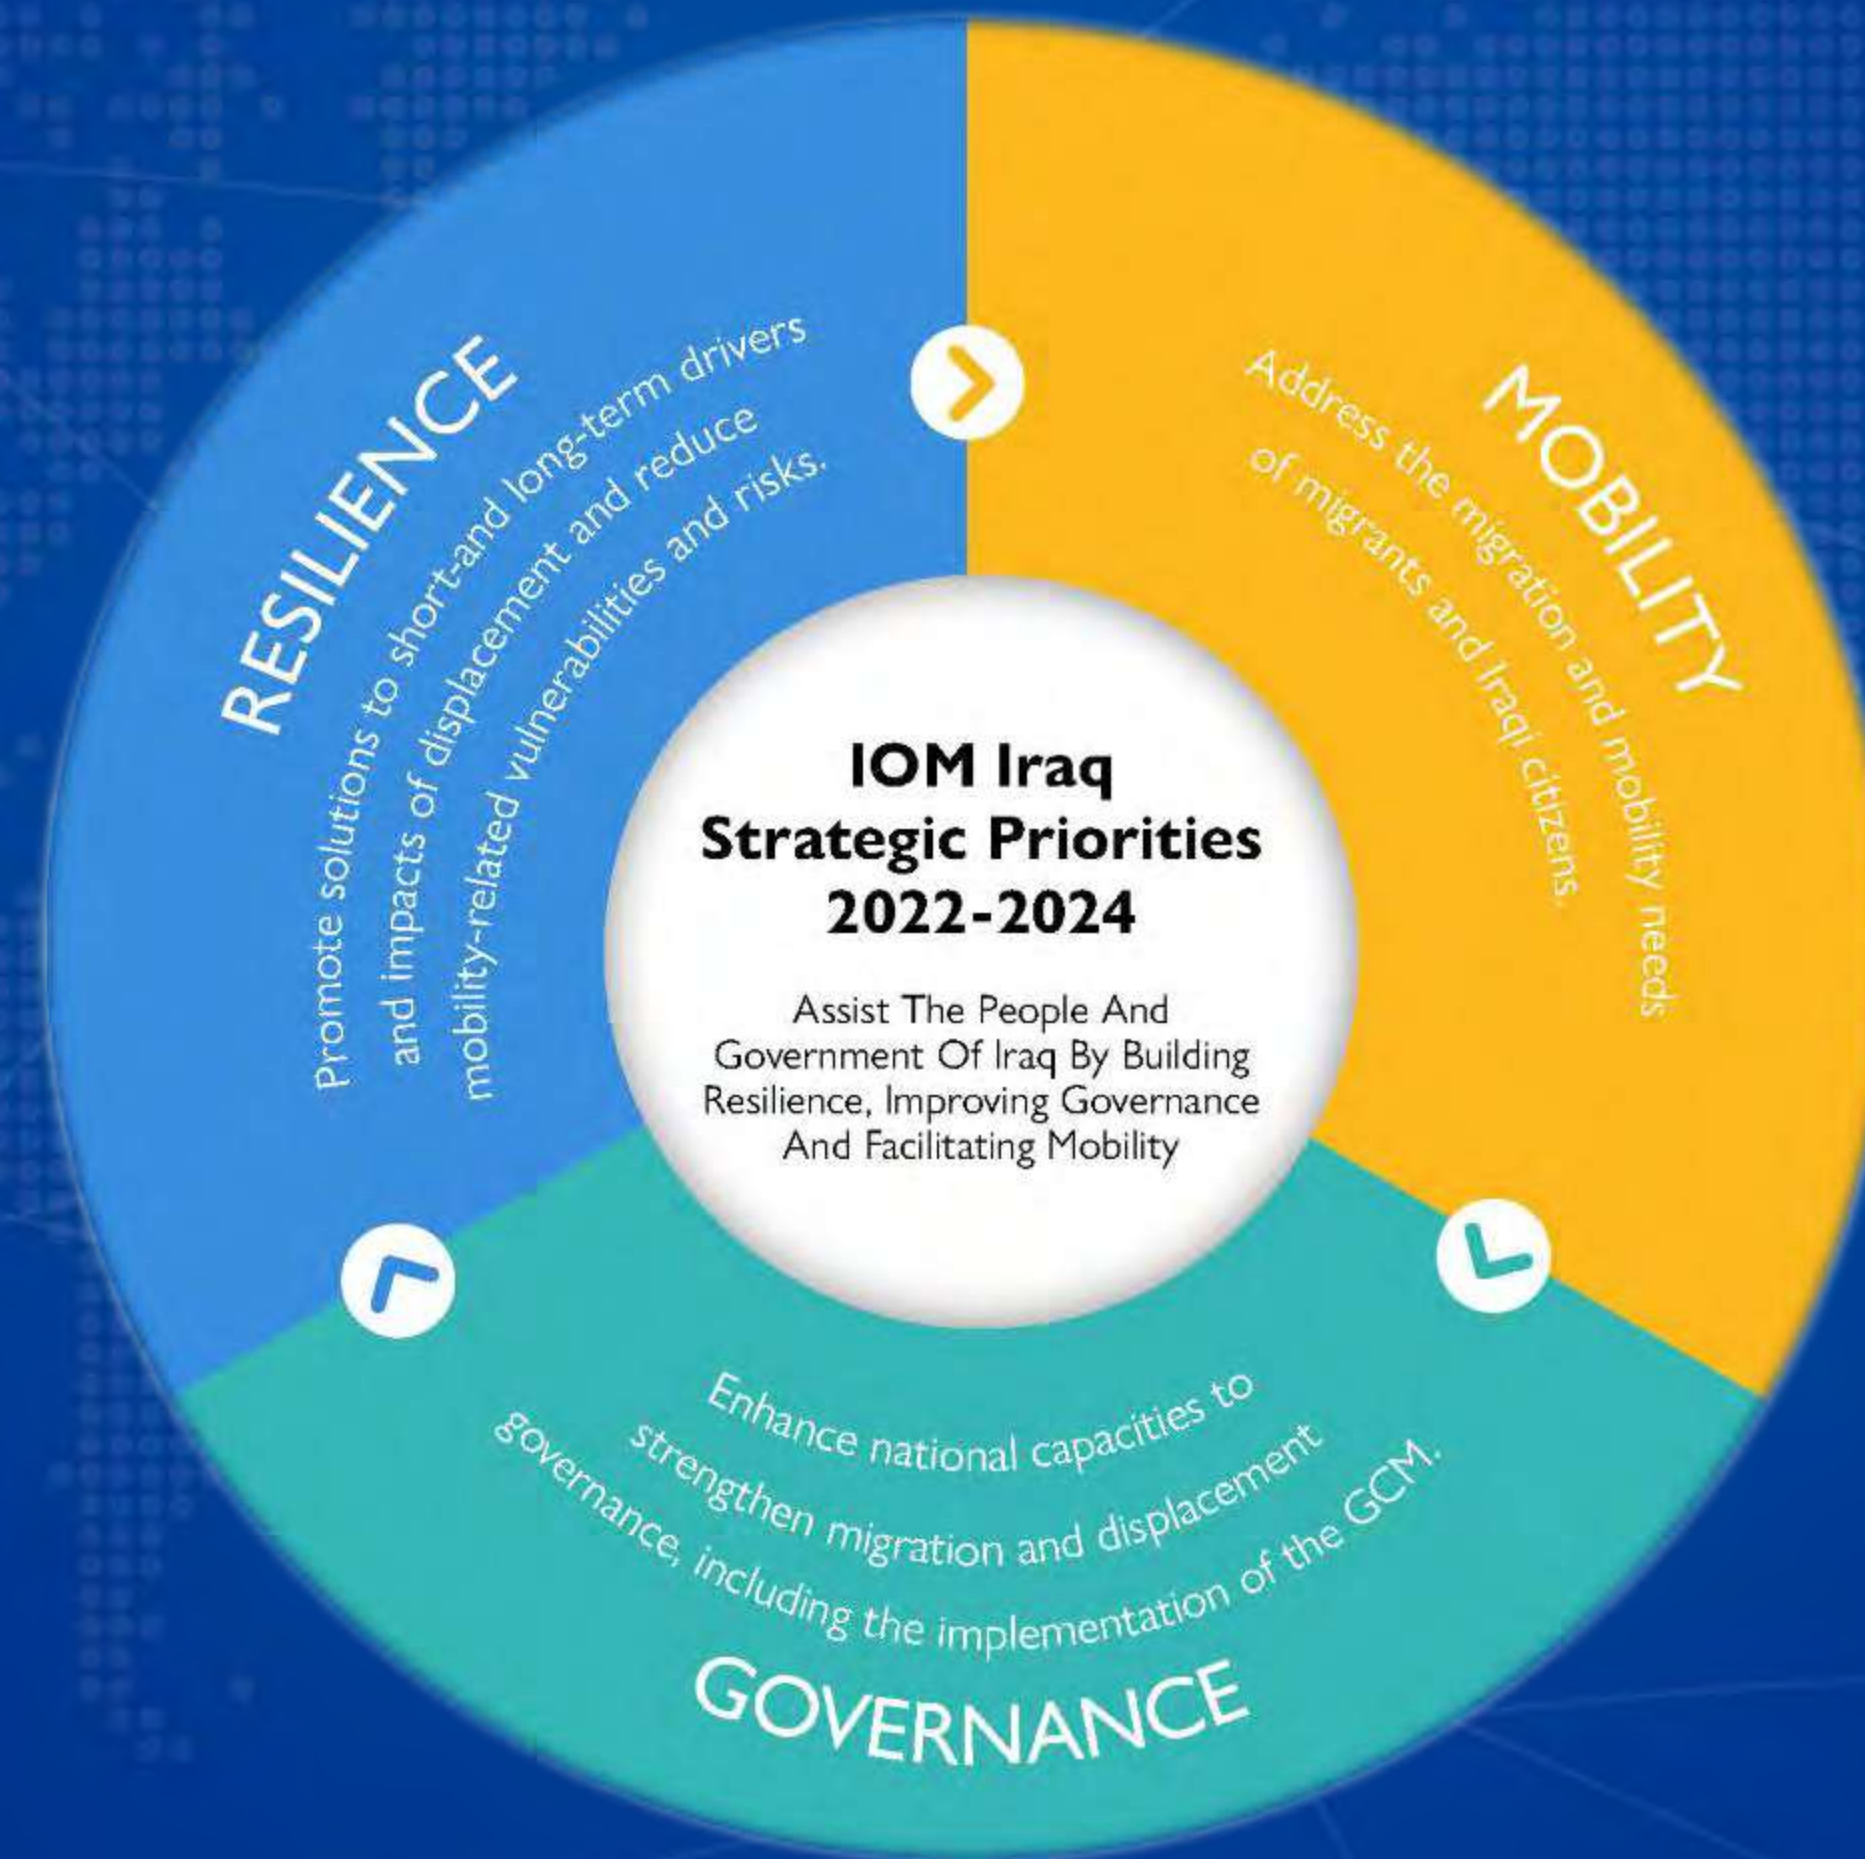 RESILIENCE
Promote solutions to short-and long-term drivers
and impacts of displacement and reduce
mobility-related vulnerabilities and risks.
MOBILITY
Address the migration and mobility needs
of migrants and Iraqi citizens.
IOM Iraq
Strategic Priorities
2022-2024
Assist The People And
Government Of Iraq By Building
Resilience, Improving Governance
And Facilitating Mobility
Enhance national capacities to
strengthen migration and displacement
governance, including the implementation of the GCM.
GOVERNANCE